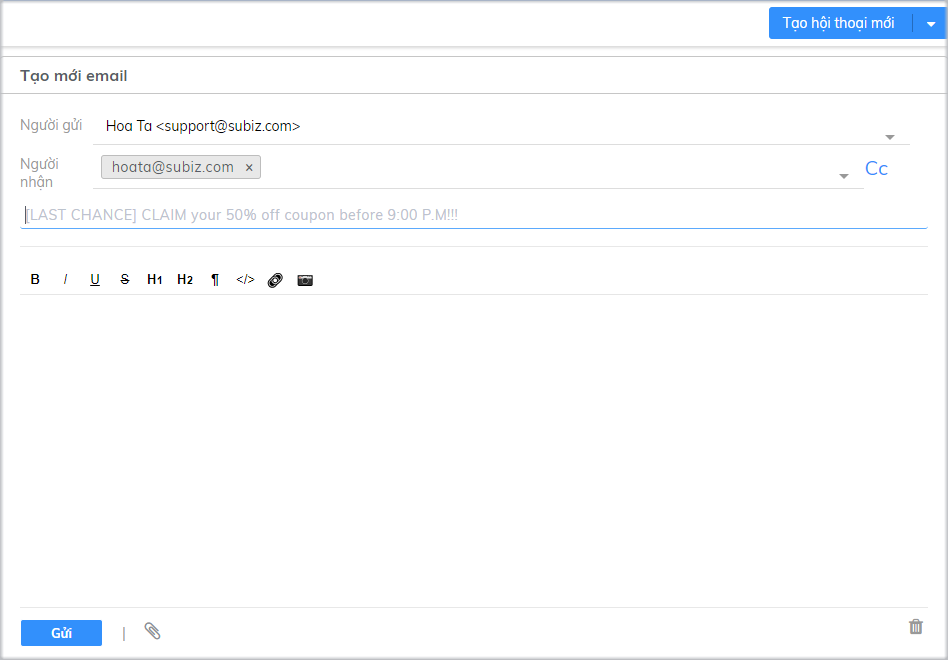 Tạo hội thoại mới
Tạo mới email
Người gửi
Hoa Ta <support@subiz.com>
Người nhận
hoata@subiz.com ×
Cc
[LAST CHANCE] CLAIM your 50% off coupon before 9:00 P.M!!!
B I U S H1 H2 ¶ </>
Gửi